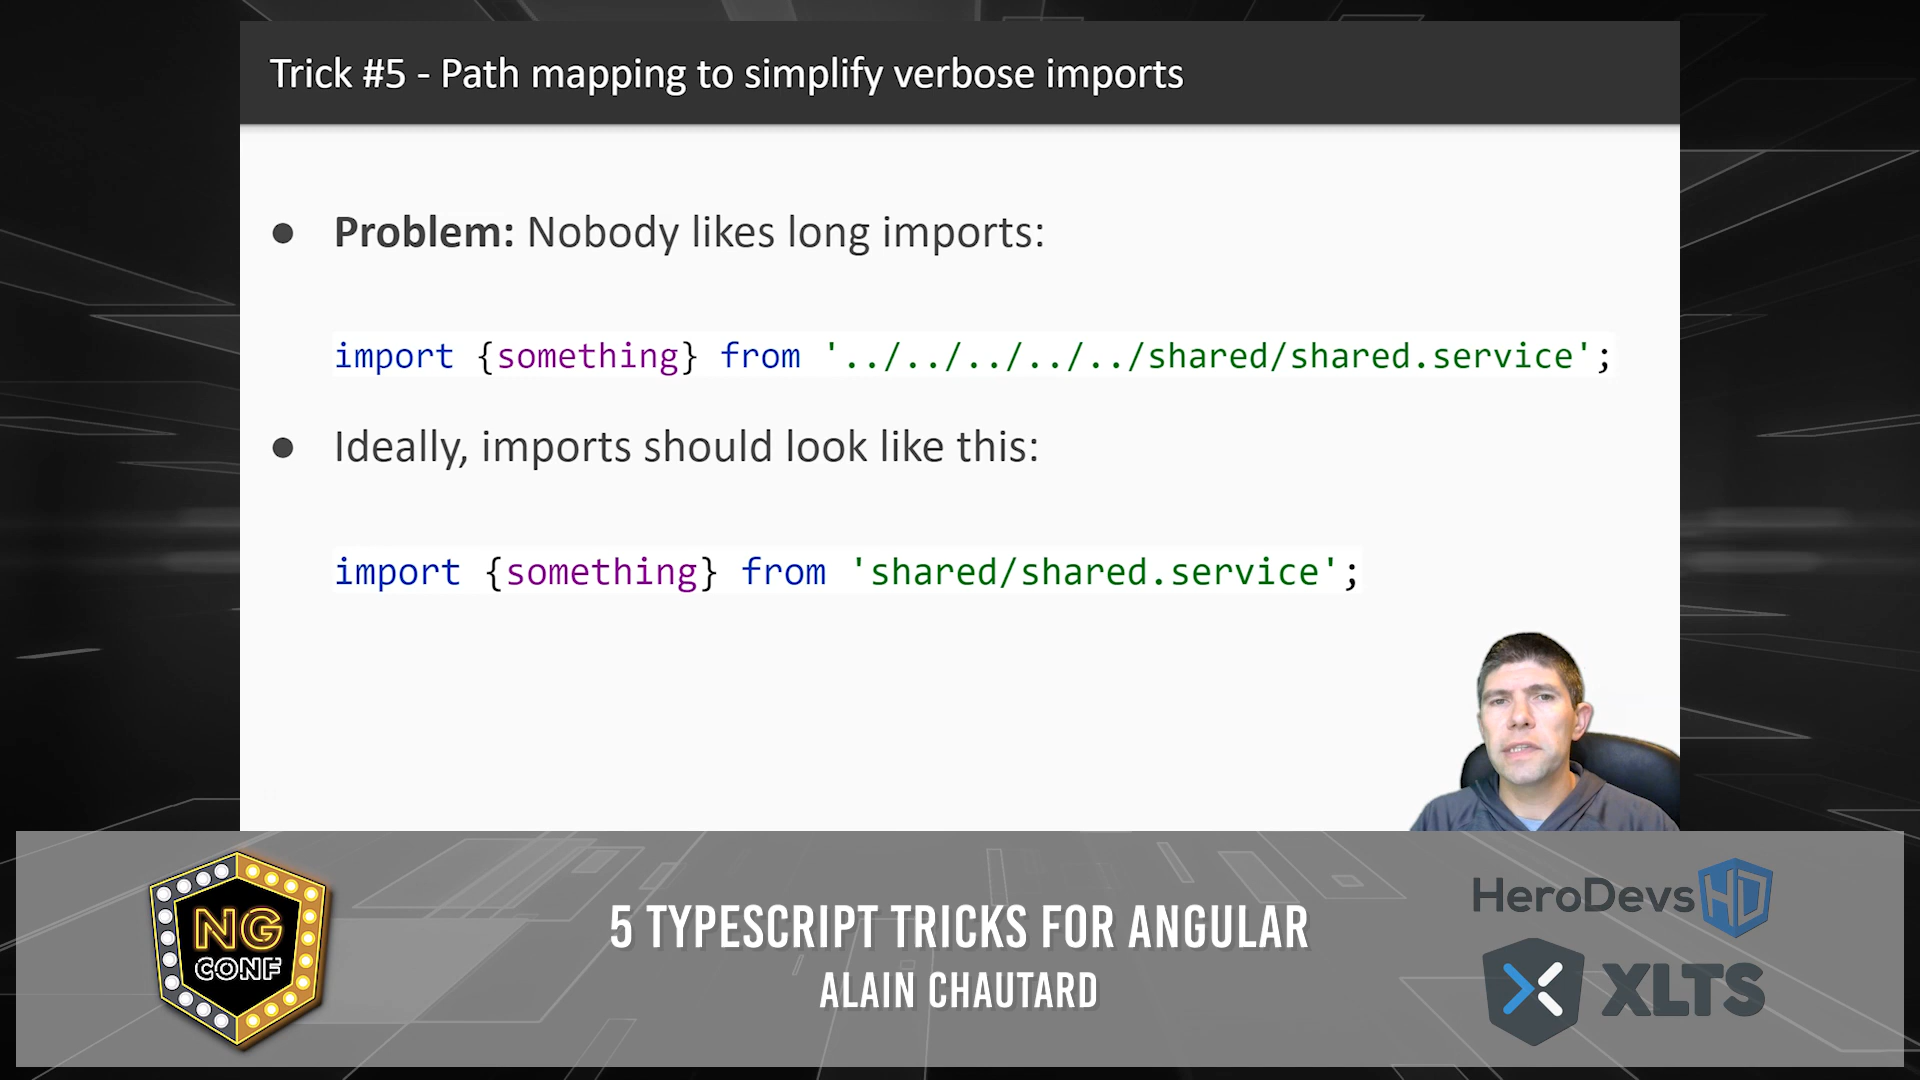 Trick #5 - Path mapping to simplify verbose imports
● Problem: Nobody likes long imports:
import {something} from '../../../../../shared/shared.service';
● Ideally, imports should look like this:
import {something} from 'shared/shared.service';
NG
CONF
5 TYPESCRIPT TRICKS FOR ANGULAR
ALAIN CHAUTARD
HeroDevs HD
XLTS